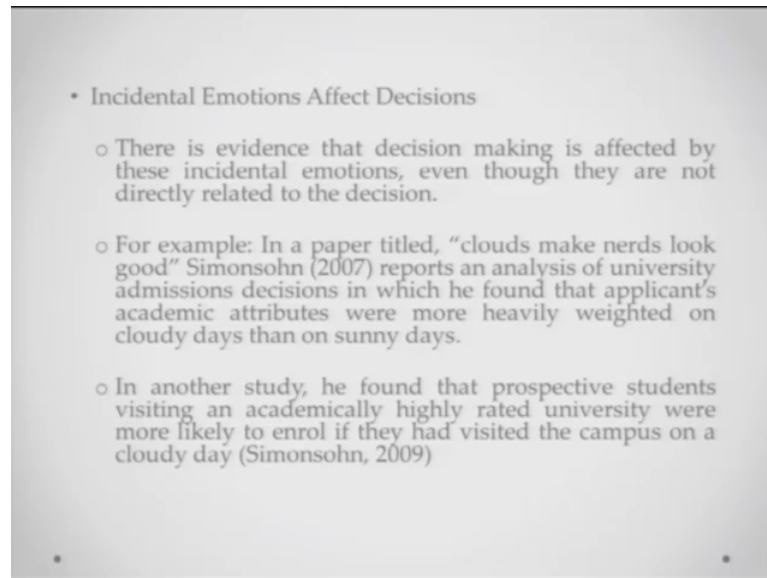 • Incidental Emotions Affect Decisions
o There is evidence that decision making is affected by
these incidental emotions, even though they are not
directly related to the decision.
o For example: In a paper titled, “clouds make nerds look
good” Simonsohn (2007) reports an analysis of university
admissions decisions in which he found that applicant’s
academic attributes were more heavily weighted on
cloudy days than on sunny days.
o In another study, he found that prospective students
visiting an academically highly rated university were
more likely to enrol if they had visited the campus on a
cloudy day (Simonsohn, 2009)